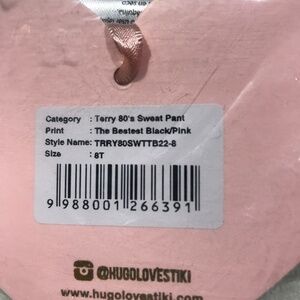 Category : Terry 80's Sweat Pant
Print : The Bestest Black/Pink
Style Name: TRRY80SWTTB22-8
Size : 8T
9 988001 266391
@HUGOLOVESTIKI
www.hugolovestiki.com